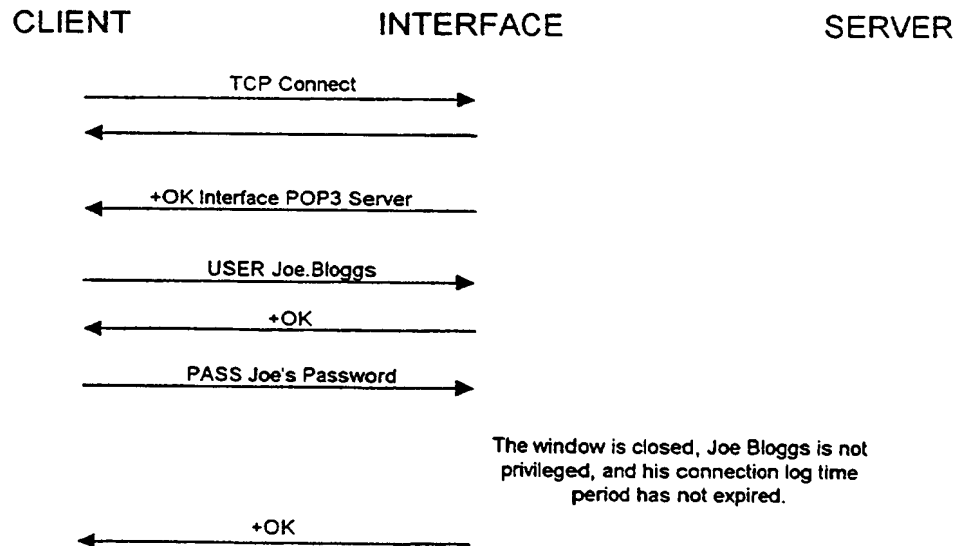 CLIENT INTERFACE SERVER
TCP Connect
+OK Interface POP3 Server
USER Joe.Bloggs
+OK
PASS Joe's Password
The window is closed, Joe Bloggs is not
privileged, and his connection log time
period has not expired.
+OK